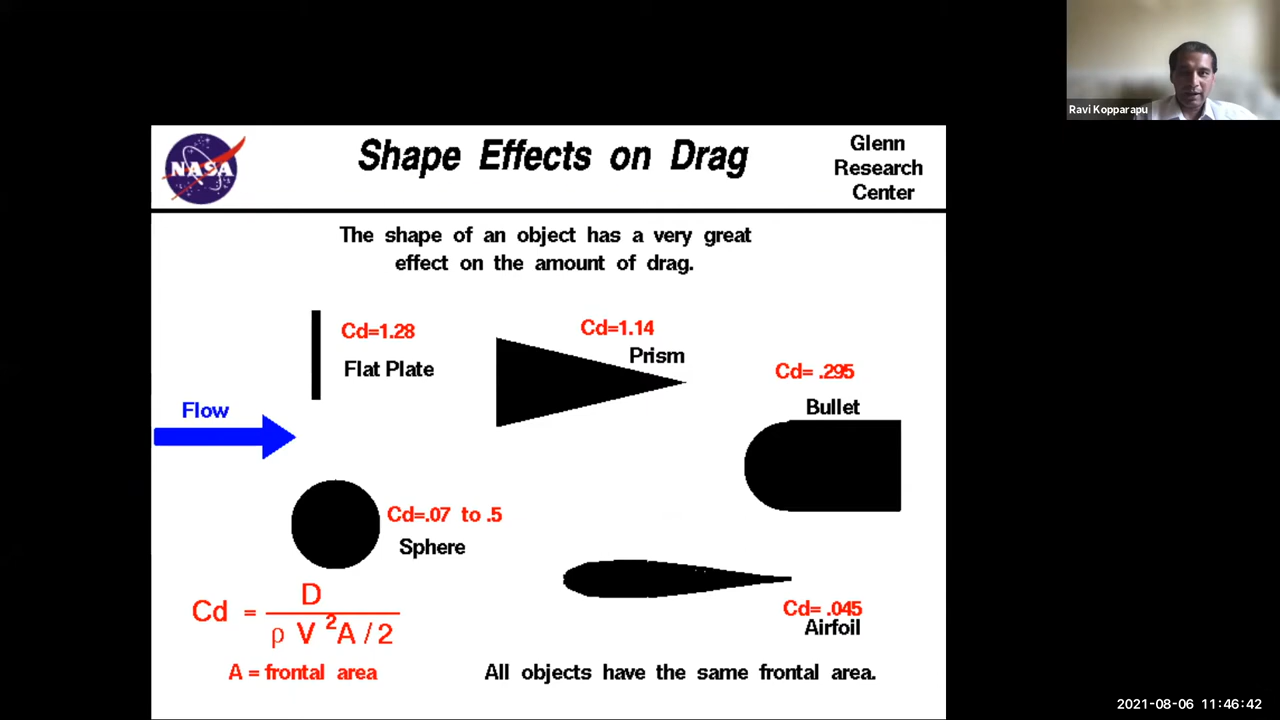 Ravi Kopparapu
NASA
Shape Effects on Drag
Glenn
Research
Center
The shape of an object has a very great
effect on the amount of drag.
Cd=1.28
Flat Plate
Cd=1.14
Prism
Cd= .295
Bullet
Flow
Cd=.07 to .5
Sphere
Cd = D / ρ V ²A / 2
A = frontal area
Cd= .045
Airfoil
All objects have the same frontal area.
2021-08-06 11:46:42